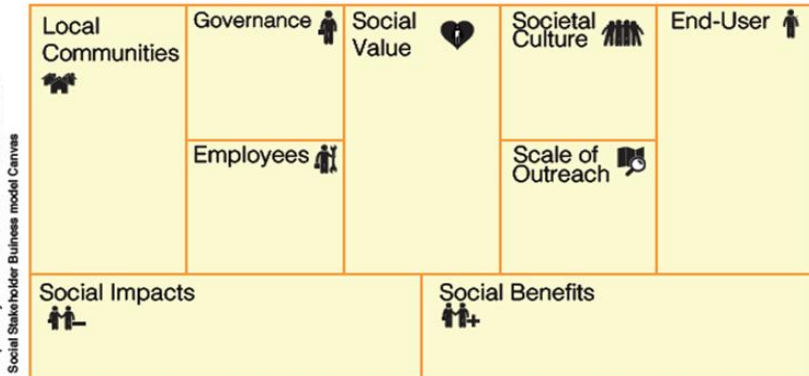 Social Stakeholder Buiness model Canvas
Local
Communities
Governance
Employees
Social
Value
Societal
Culture
Scale of
Outreach
End-User
Social Impacts
Social Benefits